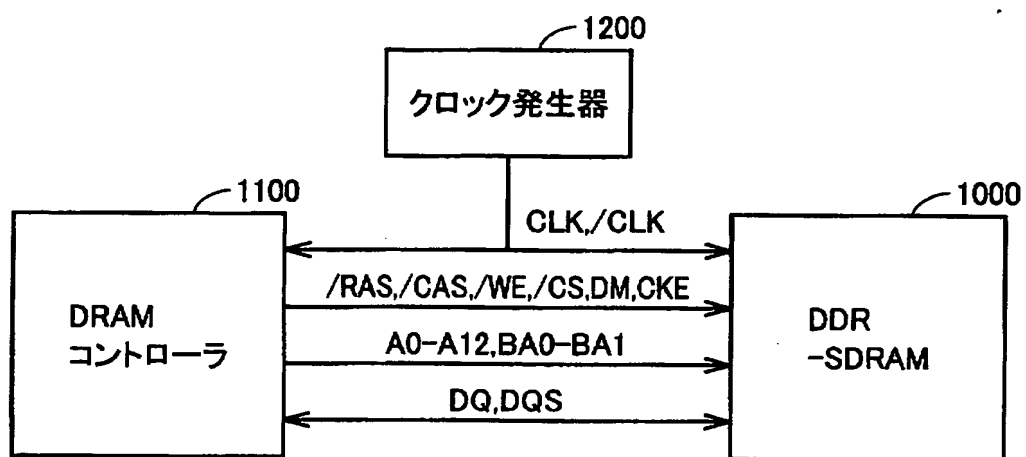 1200
クロック発生器
1100
1000
CLK,/CLK
/RAS,/CAS,/WE,/CS,DM,CKE
DRAM
コントローラ
A0-A12,BA0-BA1
DDR
-SDRAM
DQ,DQS